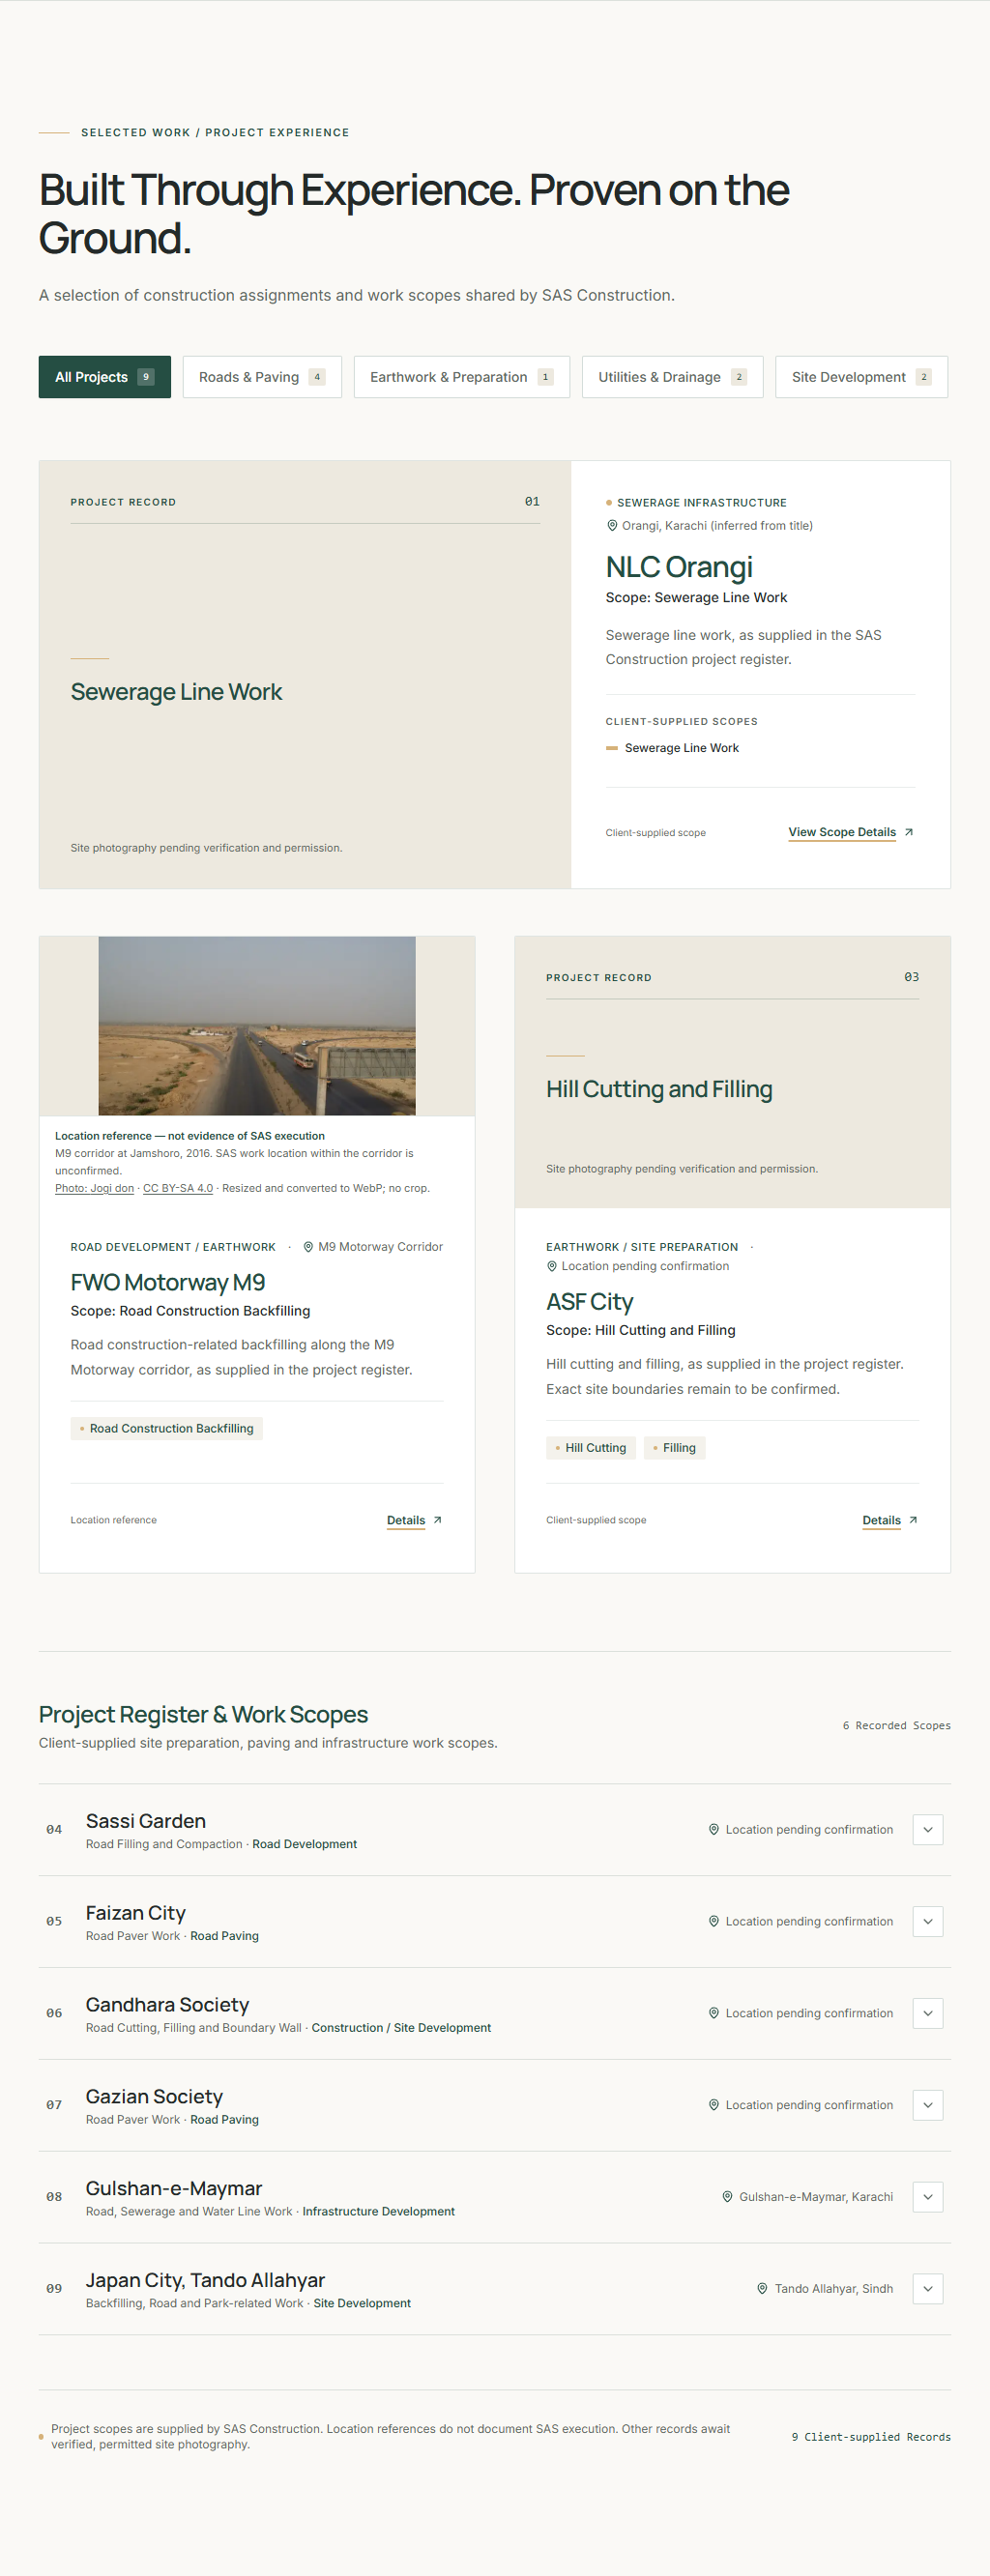 SELECTED WORK / PROJECT EXPERIENCE
Built Through Experience. Proven on the
Ground.
A selection of construction assignments and work scopes shared by SAS Construction.
All Projects 9
Roads & Paving 4
Earthwork & Preparation 1
Utilities & Drainage 2
Site Development 2
PROJECT RECORD 01
Sewerage Line Work
Site photography pending verification and permission.
SEWERAGE INFRASTRUCTURE
Orangi, Karachi (inferred from title)
NLC Orangi
Scope: Sewerage Line Work
Sewerage line work, as supplied in the SAS
Construction project register.
CLIENT-SUPPLIED SCOPES
Sewerage Line Work
Client-supplied scope
View Scope Details
Location reference — not evidence of SAS execution
M9 corridor at Jamshoro, 2016. SAS work location within the corridor is
unconfirmed.
Photo: Jogi don · CC BY-SA 4.0 · Resized and converted to WebP; no crop.
ROAD DEVELOPMENT / EARTHWORK · M9 Motorway Corridor
FWO Motorway M9
Scope: Road Construction Backfilling
Road construction-related backfilling along the M9
Motorway corridor, as supplied in the project register.
Road Construction Backfilling
Location reference
Details
PROJECT RECORD 03
Hill Cutting and Filling
Site photography pending verification and permission.
EARTHWORK / SITE PREPARATION ·
Location pending confirmation
ASF City
Scope: Hill Cutting and Filling
Hill cutting and filling, as supplied in the project register.
Exact site boundaries remain to be confirmed.
Hill Cutting
Filling
Client-supplied scope
Details
Project Register & Work Scopes
Client-supplied site preparation, paving and infrastructure work scopes.
6 Recorded Scopes
04
Sassi Garden
Road Filling and Compaction · Road Development
Location pending confirmation
05
Faizan City
Road Paver Work · Road Paving
Location pending confirmation
06
Gandhara Society
Road Cutting, Filling and Boundary Wall · Construction / Site Development
Location pending confirmation
07
Gazian Society
Road Paver Work · Road Paving
Location pending confirmation
08
Gulshan-e-Maymar
Road, Sewerage and Water Line Work · Infrastructure Development
Gulshan-e-Maymar, Karachi
09
Japan City, Tando Allahyar
Backfilling, Road and Park-related Work · Site Development
Tando Allahyar, Sindh
Project scopes are supplied by SAS Construction. Location references do not document SAS execution. Other records await
verified, permitted site photography.
9 Client-supplied Records